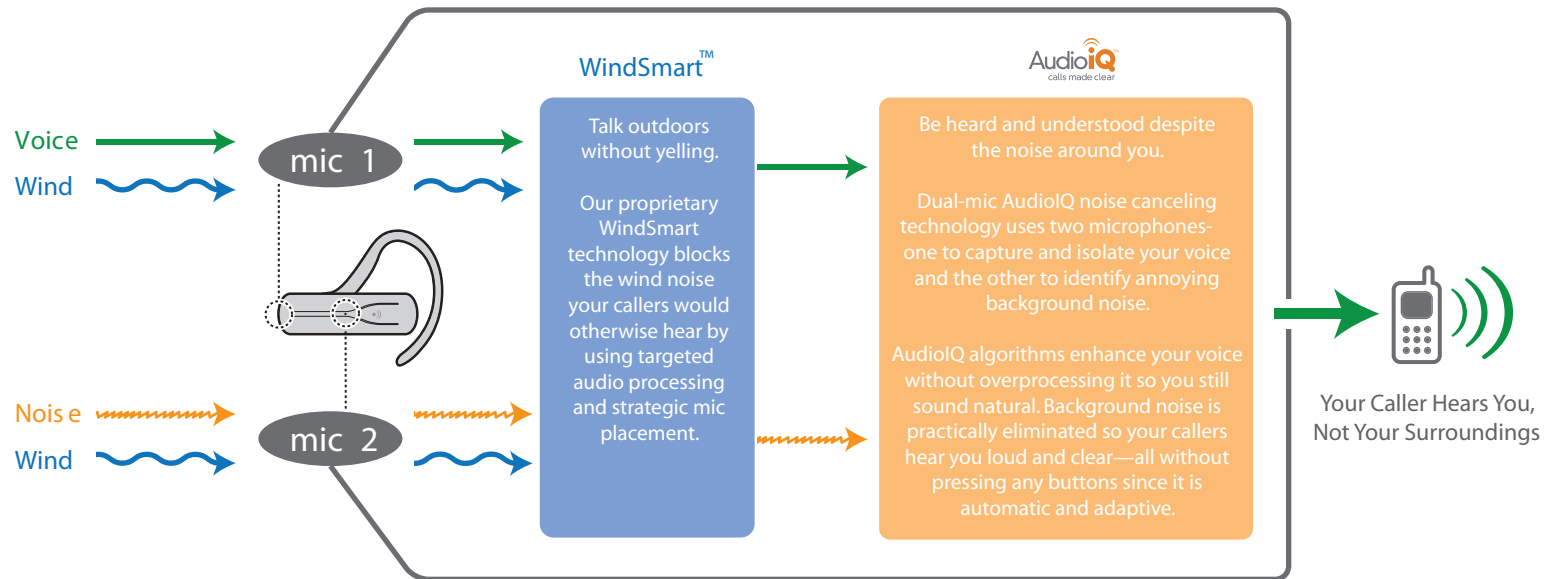 Voice
Wind
mic 1
Nois e
Wind
mic 2
WindSmart™
Talk outdoors
without yelling.
Our proprietary
WindSmart
technology blocks
the wind noise
your callers would
otherwise hear by
using targeted
audio processing
and strategic mic
placement.
AudioiQ™
calls made clear
Be heard and understood despite
the noise around you.
Dual-mic AudioIQ noise canceling
technology uses two microphones-
one to capture and isolate your voice
and the other to identify annoying
background noise.
AudioIQ algorithms enhance your voice
without overprocessing it so you still
sound natural. Background noise is
practically eliminated so your callers
hear you loud and clear—all without
pressing any buttons since it is
automatic and adaptive.
Your Caller Hears You,
Not Your Surroundings